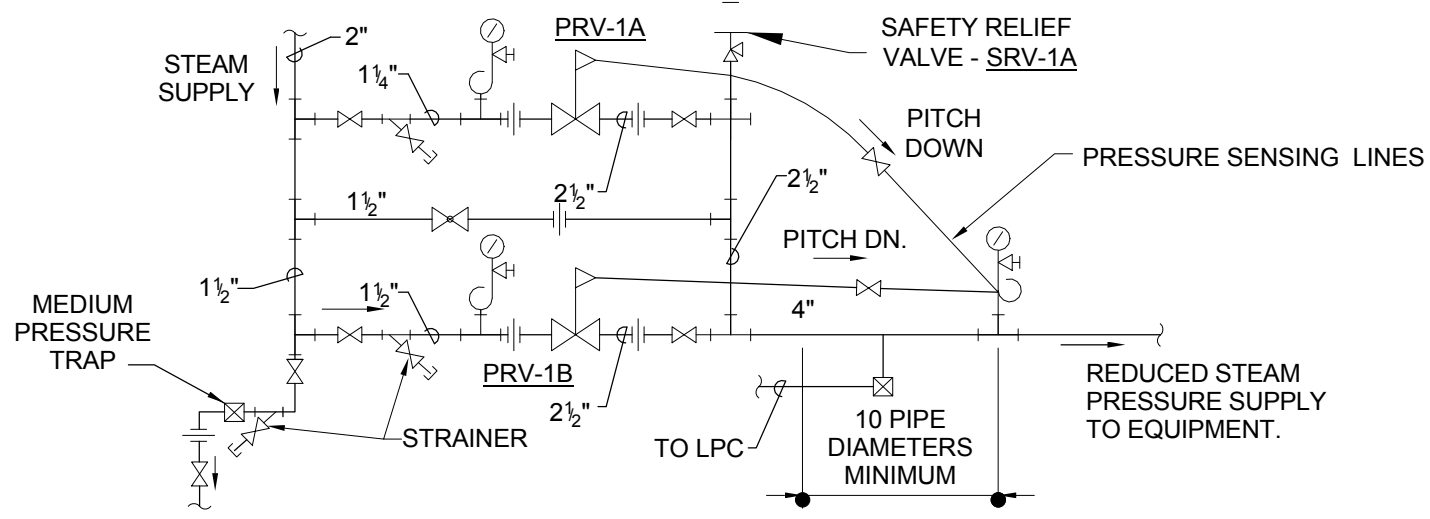 2"
PRV-1A
SAFETY RELIEF
VALVE - SRV-1A
STEAM
SUPPLY
1¼"
PITCH
DOWN
PRESSURE SENSING LINES
2½"
1½"
2½"
PITCH DN.
1½"
1½"
4"
MEDIUM
PRESSURE
TRAP
PRV-1B
2½"
REDUCED STEAM
PRESSURE SUPPLY
TO EQUIPMENT.
STRAINER
TO LPC
10 PIPE
DIAMETERS
MINIMUM